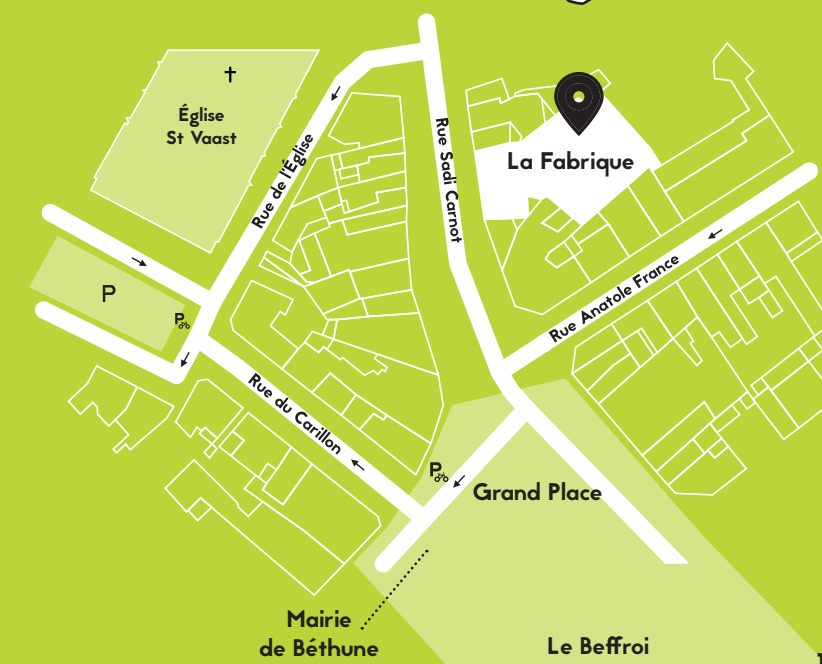 ✝
Église
St Vaast
Rue de l'Église
Rue Sadi Carnot
La Fabrique
P
P
Rue Anatole France
Rue du Carillon
P
Grand Place
Mairie
de Béthune
Le Beffroi